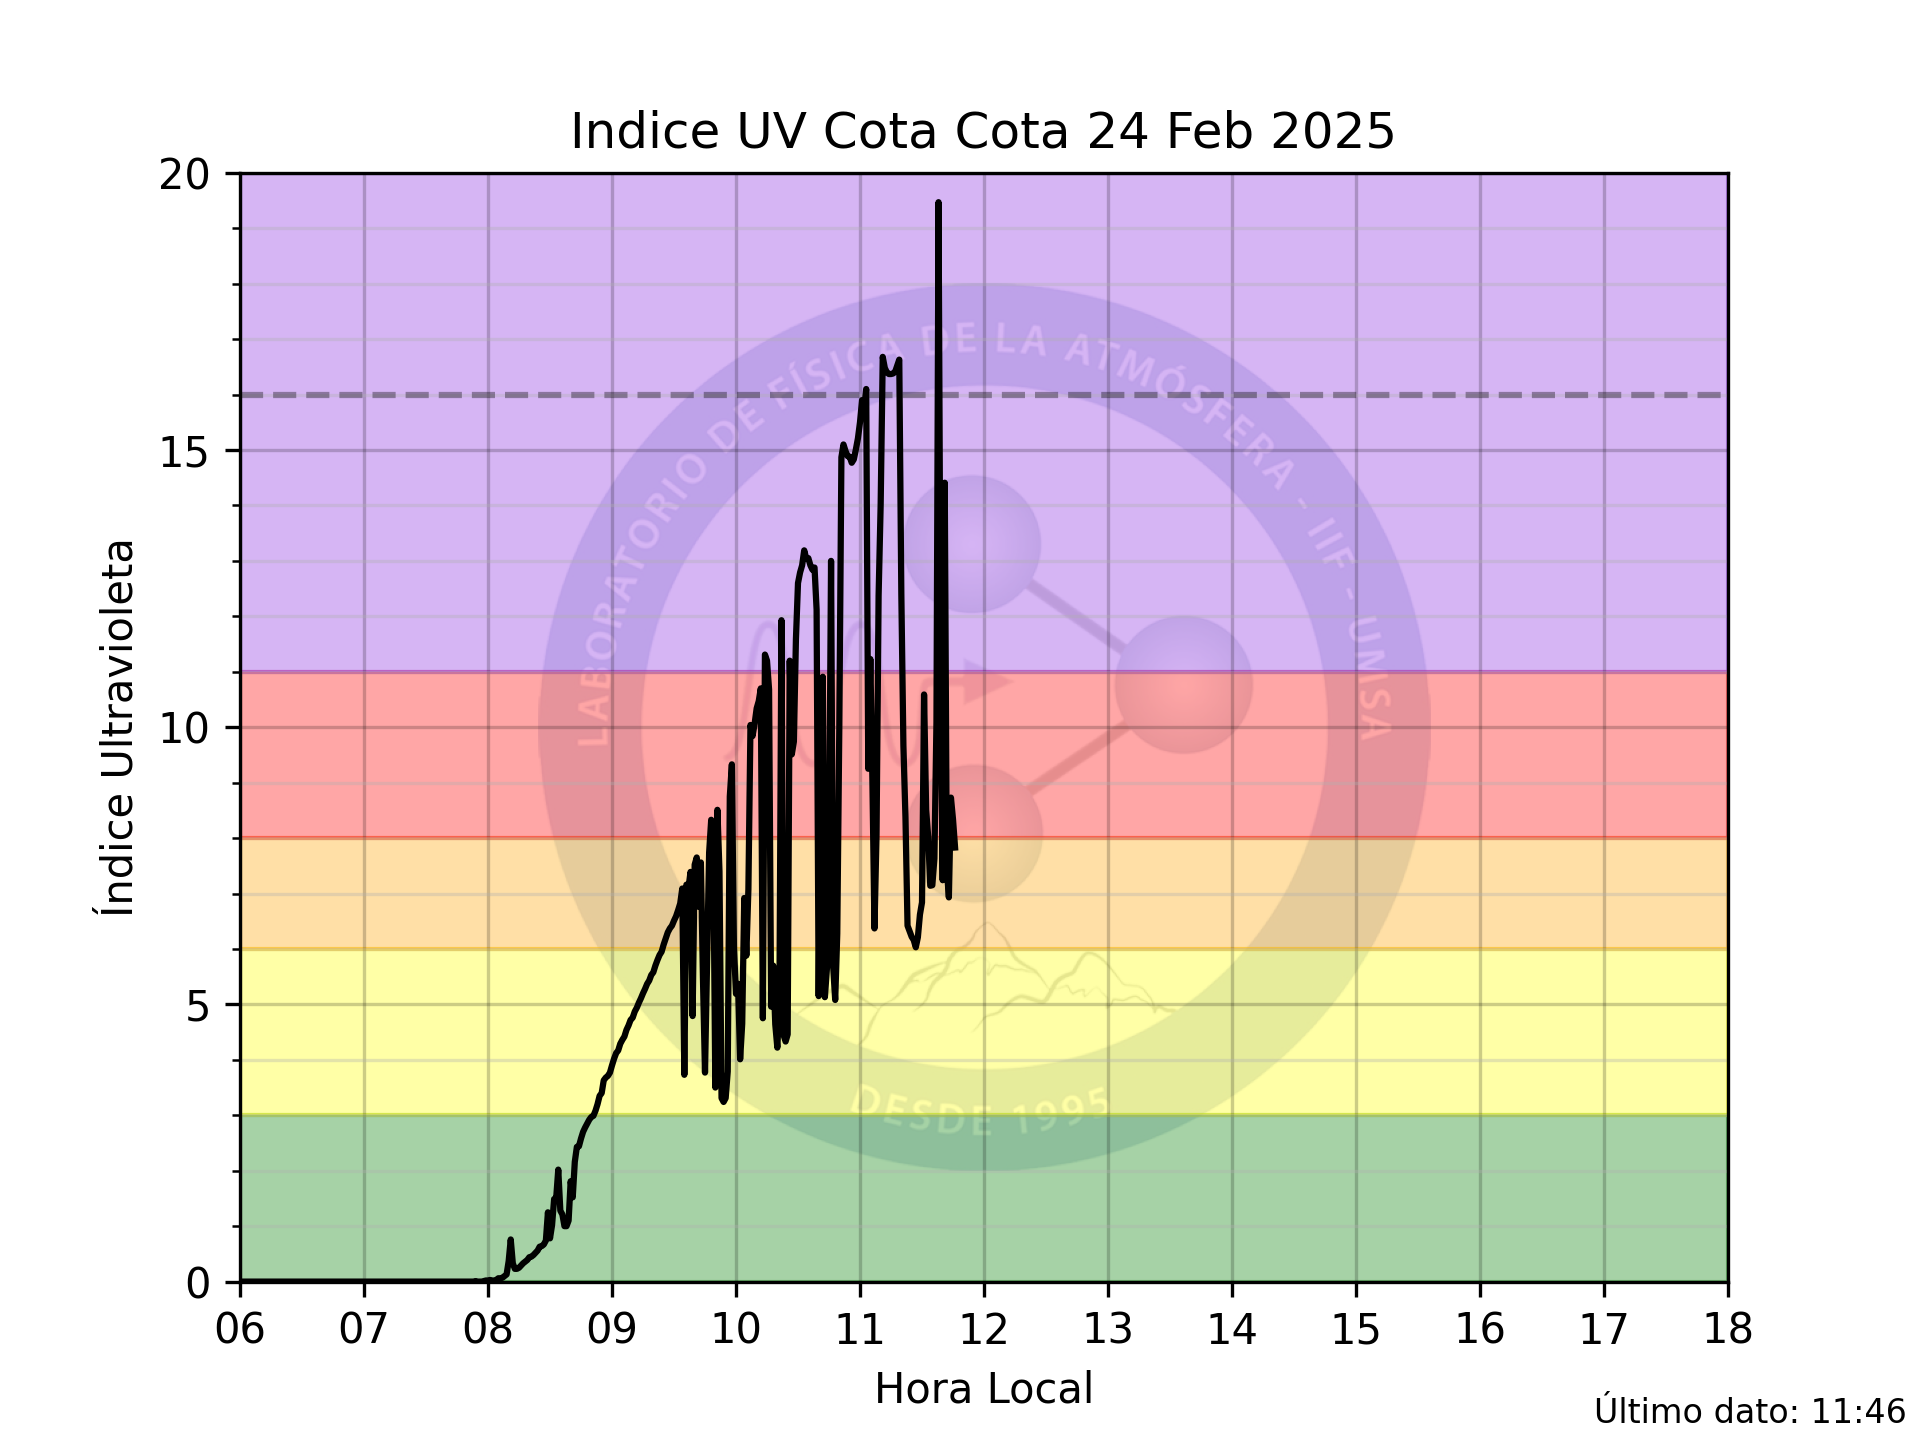 Indice UV Cota Cota 24 Feb 2025
20
15
10
5
0
Índice Ultravioleta
LABORATORIO DE FÍSICA DE LA ATMÓSFERA - IIF - UMSA
DESDE 1995
06 07 08 09 10 11 12 13 14 15 16 17 18
Hora Local
Último dato: 11:46